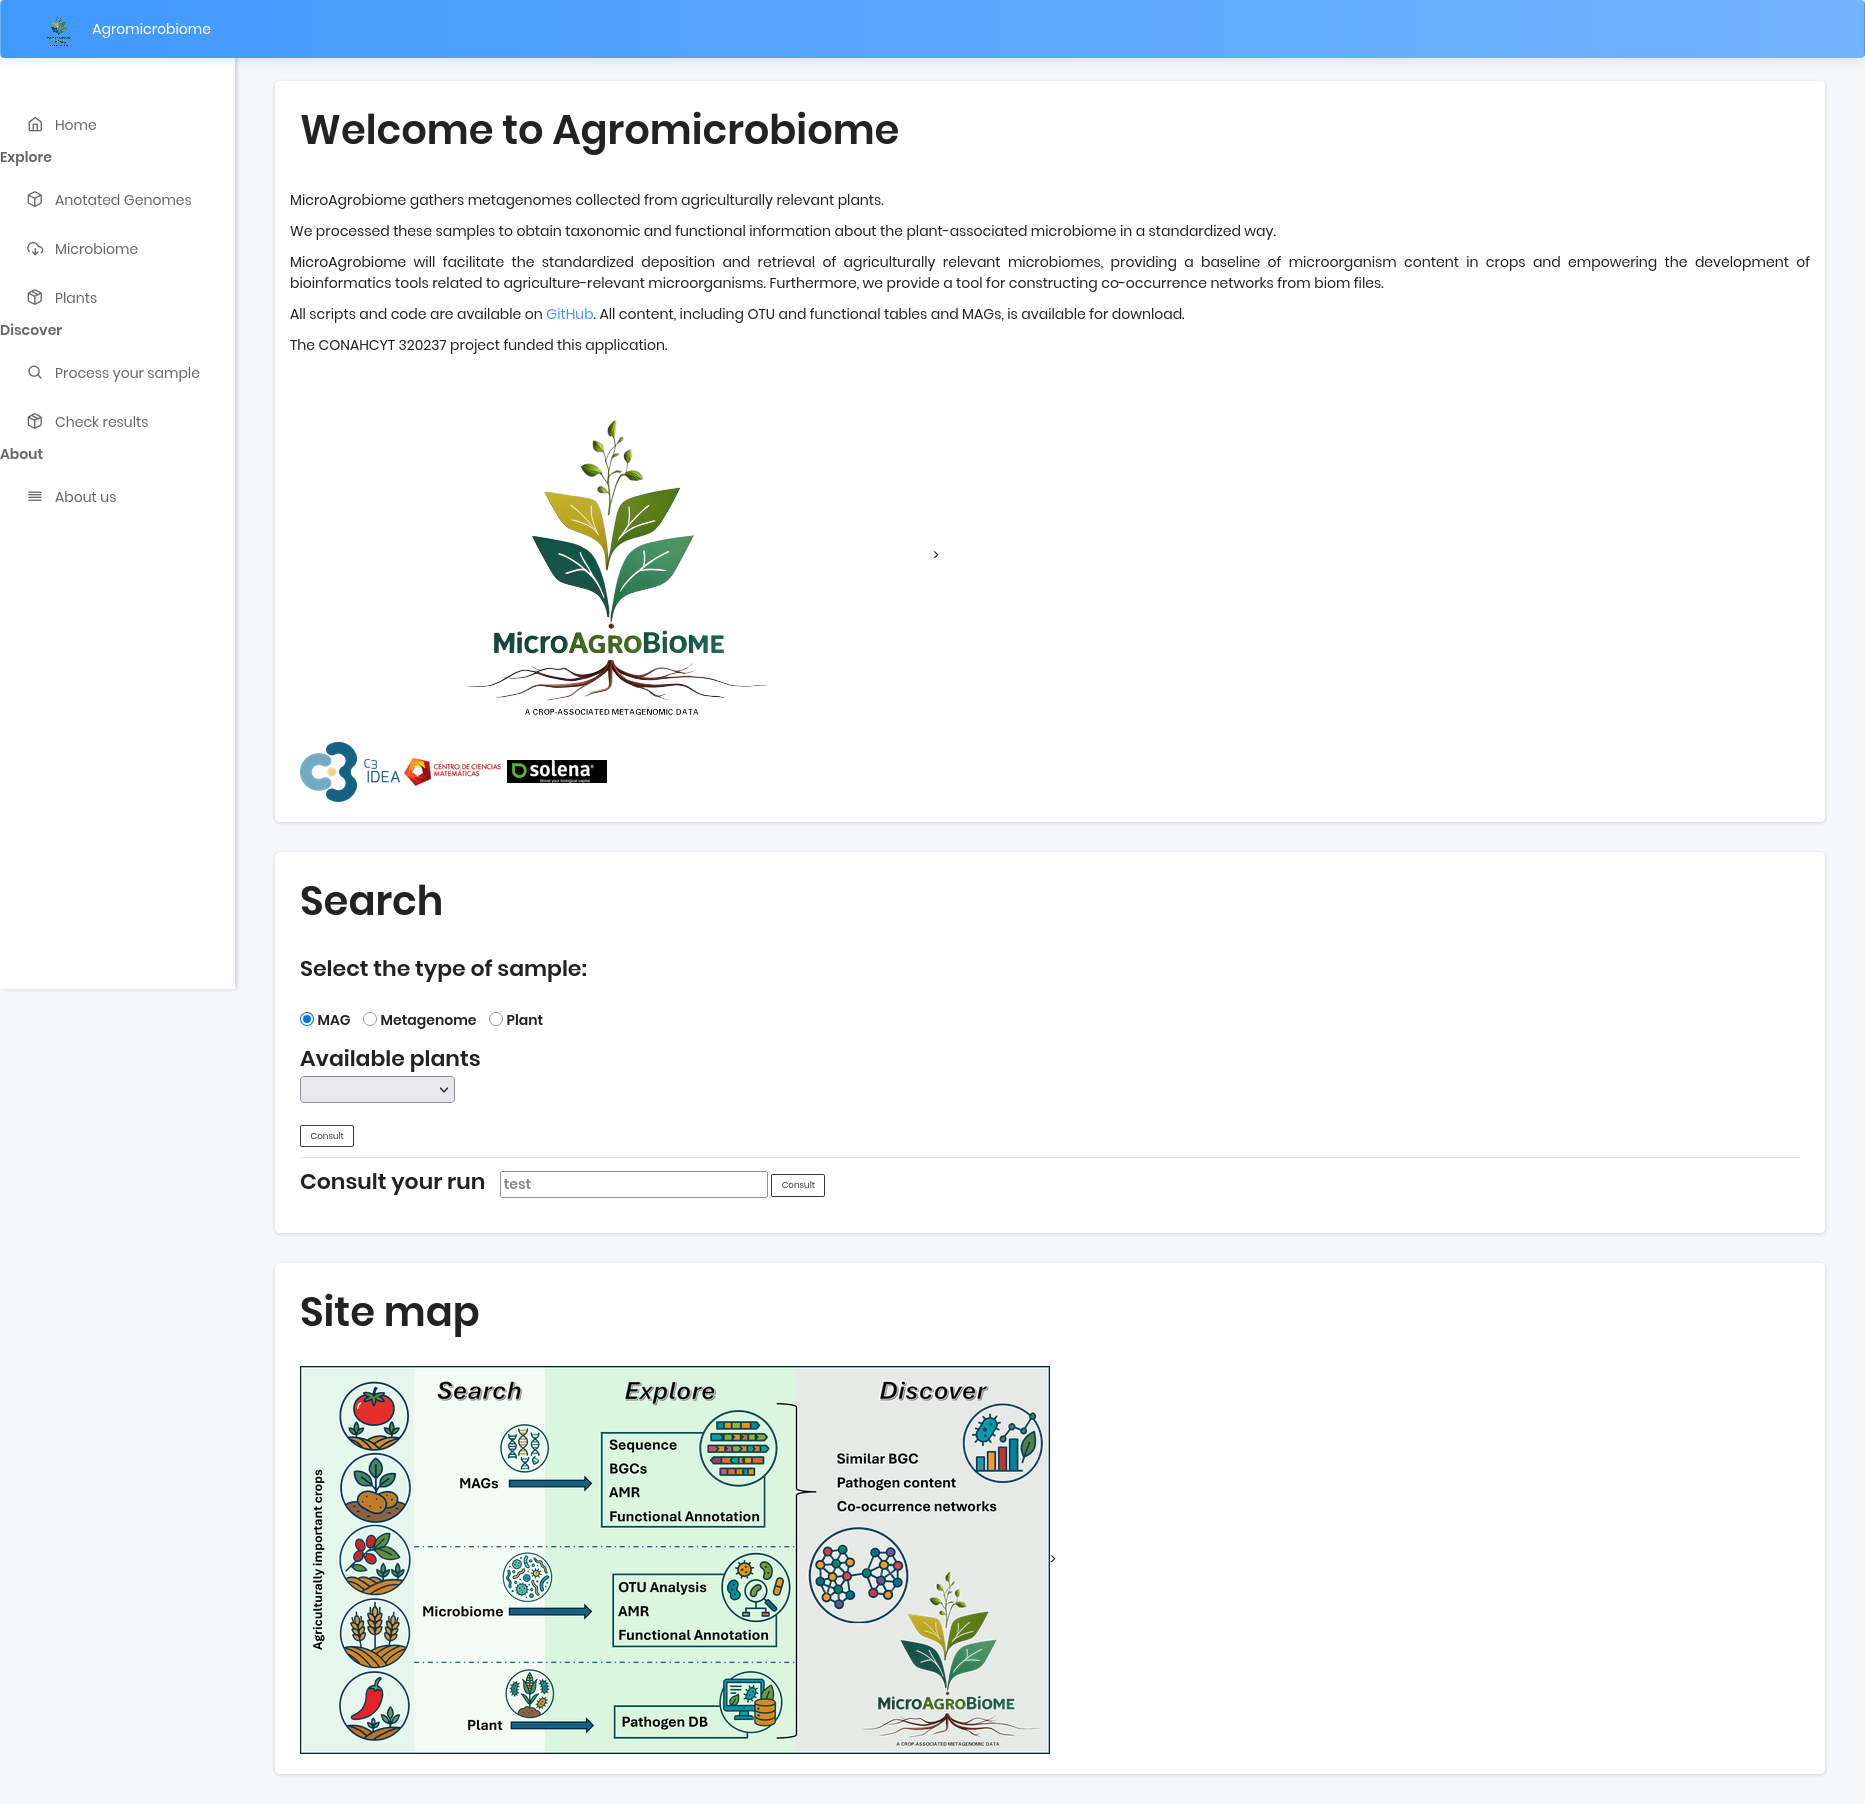 Agromicrobiome
Home
Explore
Anotated Genomes
Microbiome
Plants
Discover
Process your sample
Check results
About
About us
Welcome to Agromicrobiome
MicroAgrobiome gathers metagenomes collected from agriculturally relevant plants.
We processed these samples to obtain taxonomic and functional information about the plant-associated microbiome in a standardized way.
MicroAgrobiome will facilitate the standardized deposition and retrieval of agriculturally relevant microbiomes, providing a baseline of microorganism content in crops and empowering the development of
bioinformatics tools related to agriculture-relevant microorganisms. Furthermore, we provide a tool for constructing co-occurrence networks from biom files.
All scripts and code are available on GitHub. All content, including OTU and functional tables and MAGs, is available for download.
The CONAHCYT 320237 project funded this application.
>
MicroAgroBiome
A CROP-ASSOCIATED METAGENOMIC DATA
C3
IDEA
CENTRO DE CIENCIAS
MATEMÁTICAS
solena
Boost your biological capital
Search
Select the type of sample:
MAG Metagenome Plant
Available plants
Consult
Consult your run test Consult
Site map
Agriculturally important crops
Search Explore Discover
MAGs
Sequence
BGCs
AMR
Functional Annotation
Similar BGC
Pathogen content
Co-ocurrence networks
Microbiome
OTU Analysis
AMR
Functional Annotation
Plant
Pathogen DB
MicroAgroBiome
A CROP-ASSOCIATED METAGENOMIC DATA
>